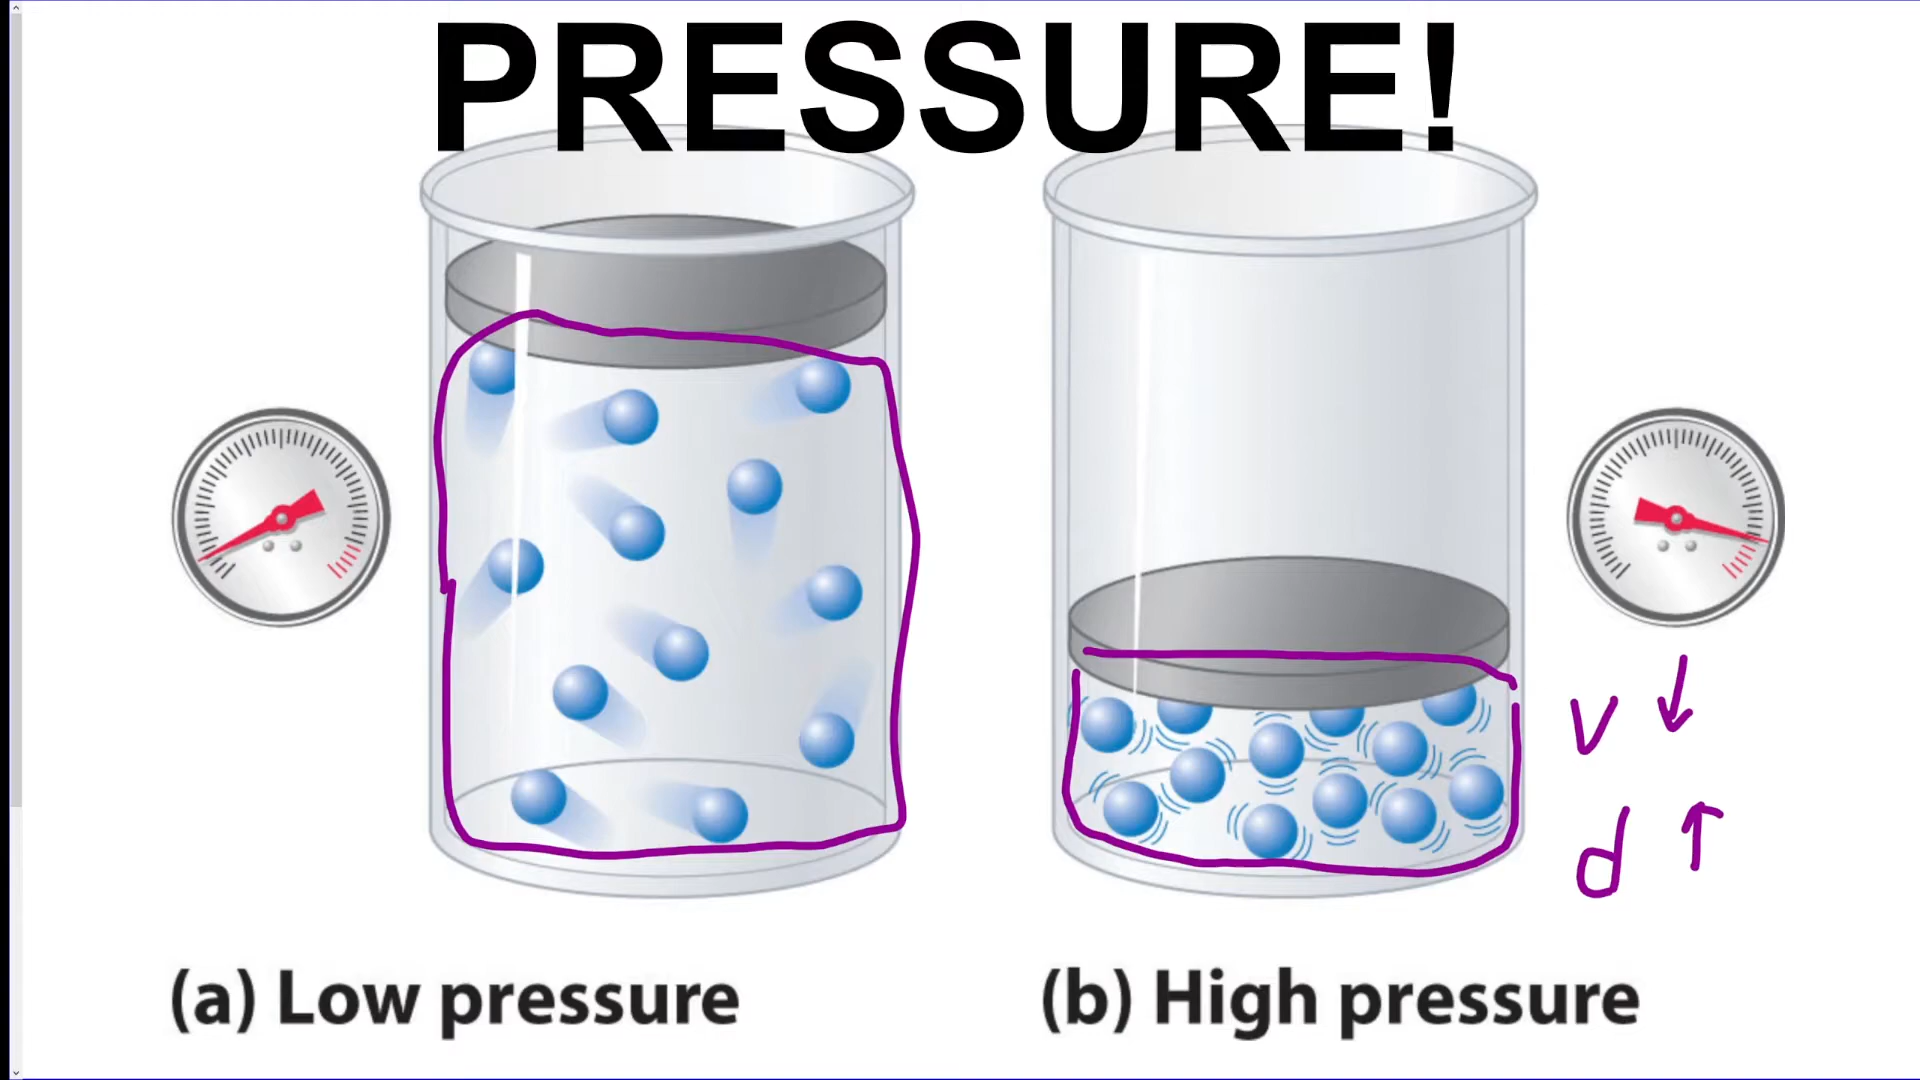 PRESSURE!
V ↓
d ↑
(a) Low pressure
(b) High pressure